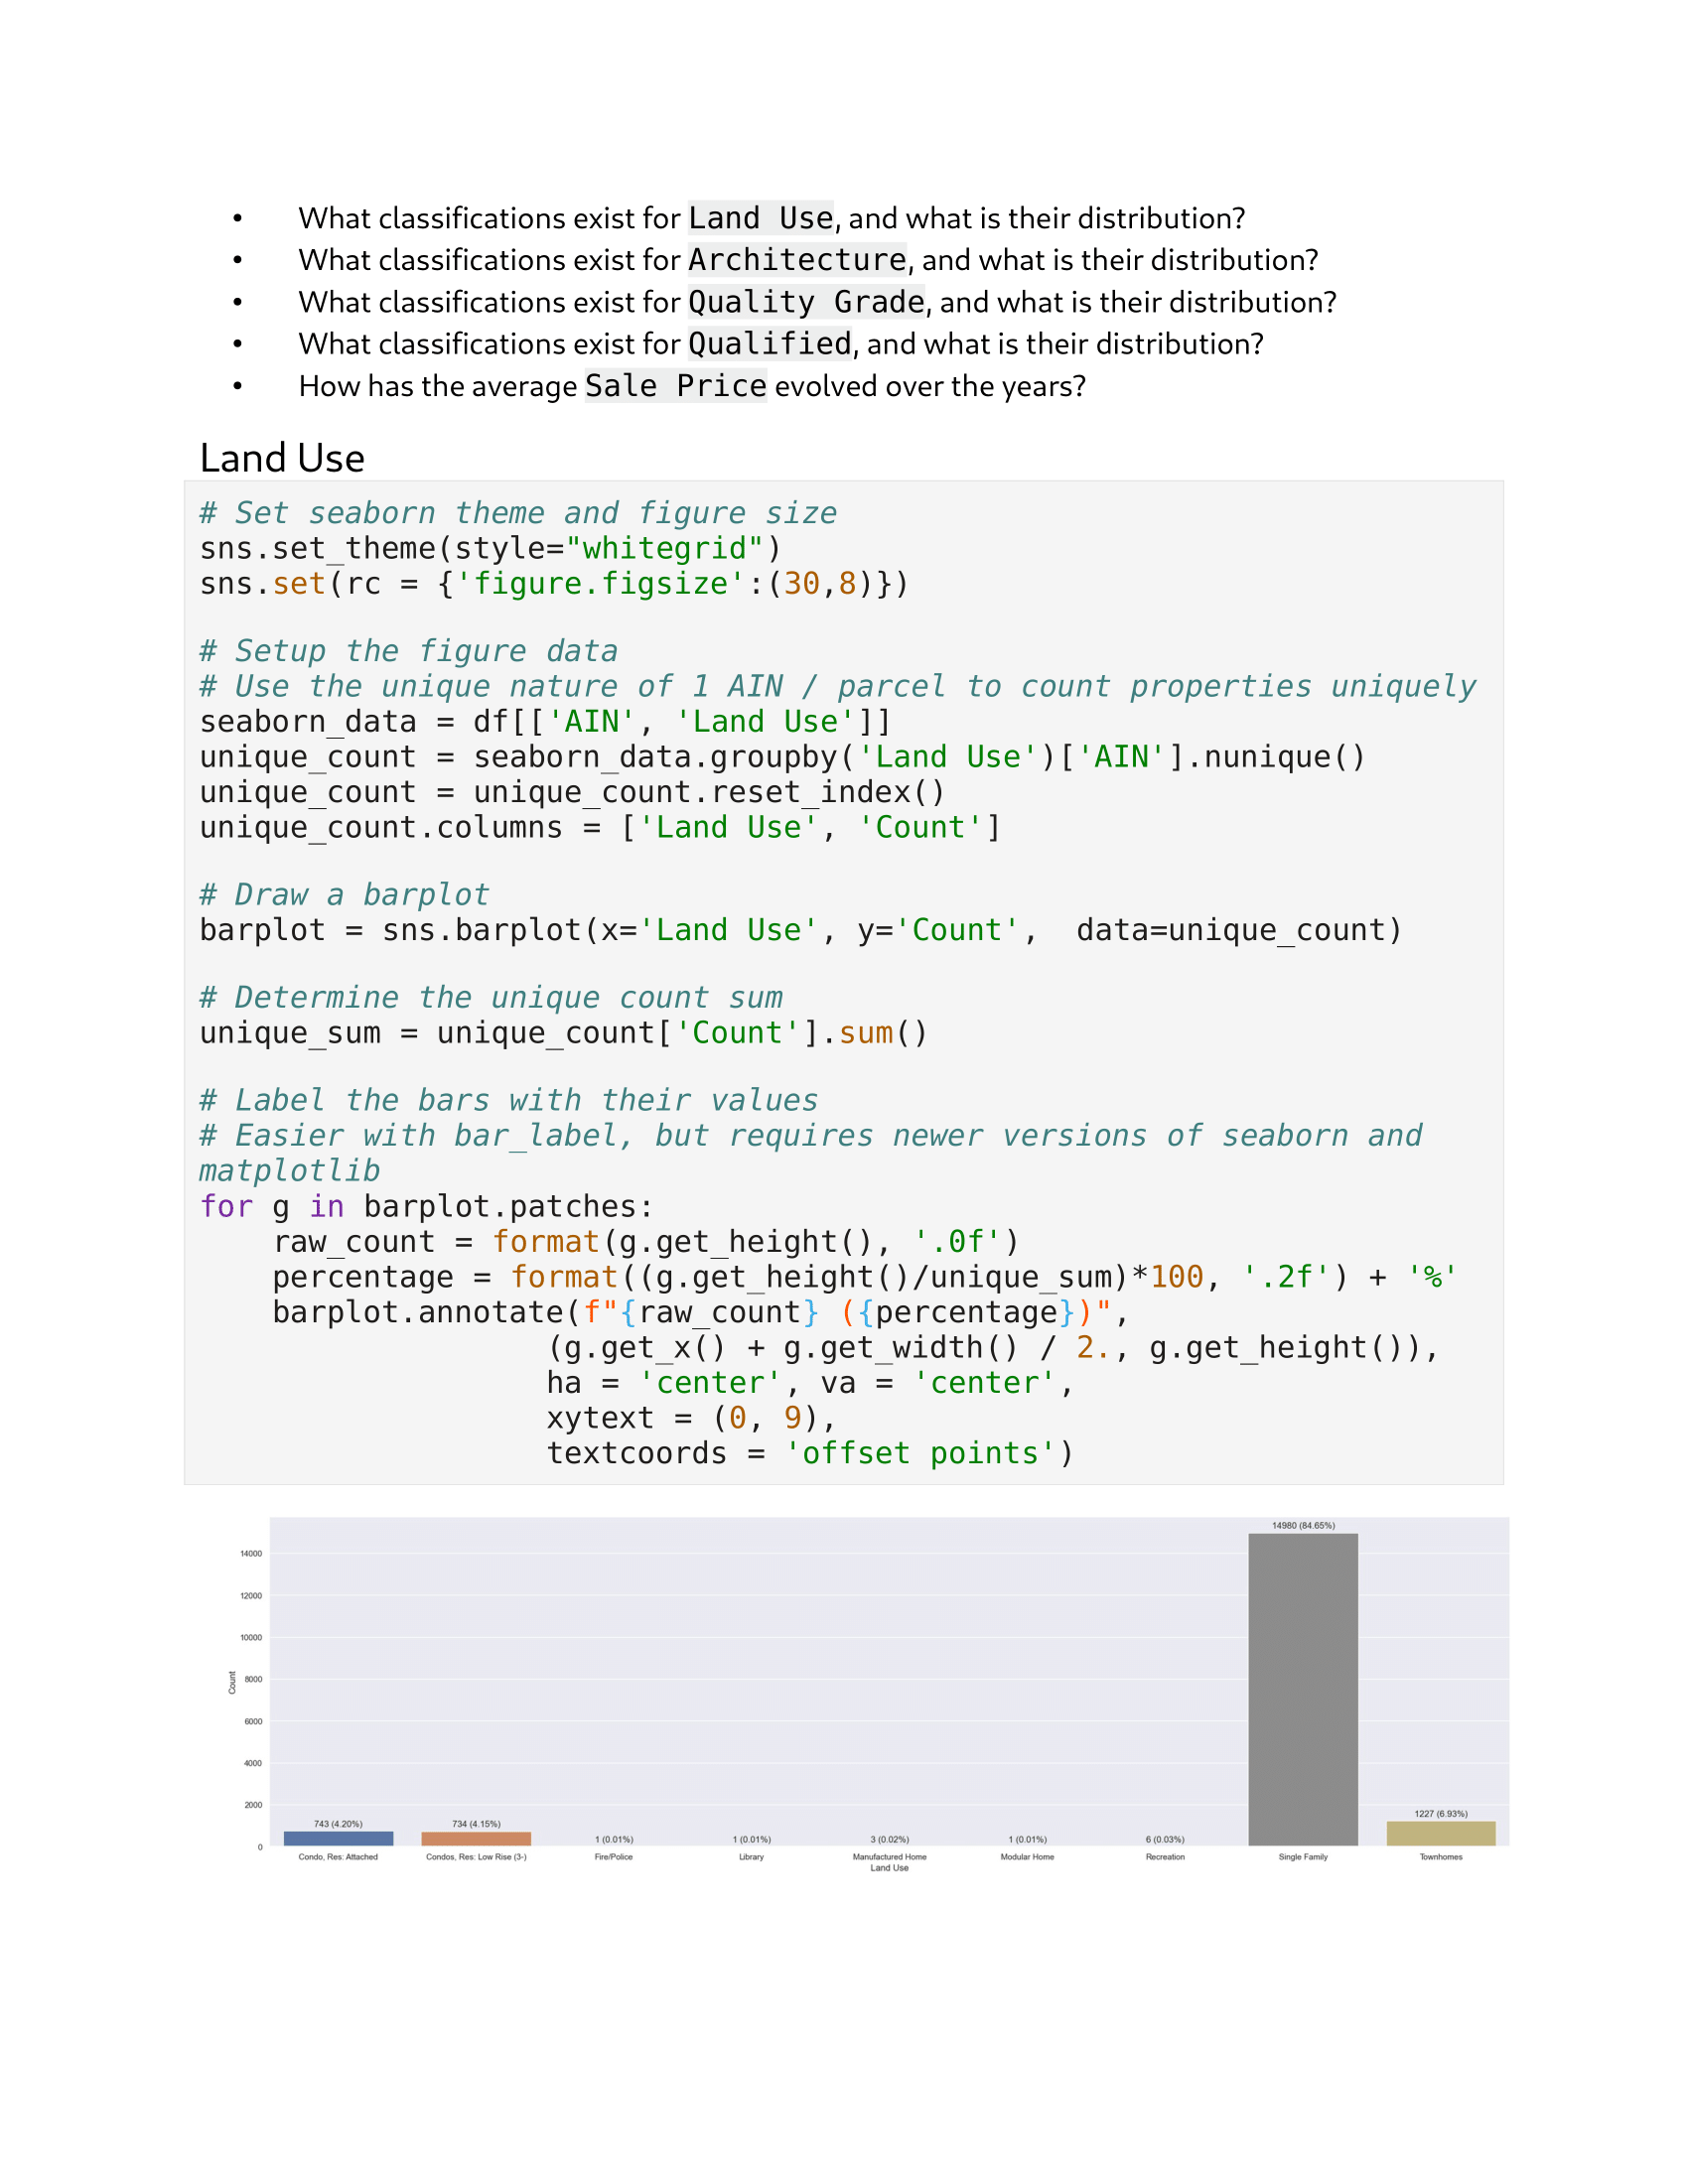 • What classifications exist for Land Use, and what is their distribution?
• What classifications exist for Architecture, and what is their distribution?
• What classifications exist for Quality Grade, and what is their distribution?
• What classifications exist for Qualified, and what is their distribution?
• How has the average Sale Price evolved over the years?
Land Use
# Set seaborn theme and figure size
sns.set_theme(style="whitegrid")
sns.set(rc = {'figure.figsize':(30,8)})
# Setup the figure data
# Use the unique nature of 1 AIN / parcel to count properties uniquely
seaborn_data = df[['AIN', 'Land Use']]
unique_count = seaborn_data.groupby('Land Use')['AIN'].nunique()
unique_count = unique_count.reset_index()
unique_count.columns = ['Land Use', 'Count']
# Draw a barplot
barplot = sns.barplot(x='Land Use', y='Count',  data=unique_count)
# Determine the unique count sum
unique_sum = unique_count['Count'].sum()
# Label the bars with their values
# Easier with bar_label, but requires newer versions of seaborn and
matplotlib
for g in barplot.patches:
    raw_count = format(g.get_height(), '.0f')
    percentage = format((g.get_height()/unique_sum)*100, '.2f') + '%'
    barplot.annotate(f"{raw_count} ({percentage})",
                   (g.get_x() + g.get_width() / 2., g.get_height()),
                   ha = 'center', va = 'center',
                   xytext = (0, 9),
                   textcoords = 'offset points')
14980 (84.65%)
14000
12000
10000
8000
Count
6000
4000
2000
1227 (6.93%)
743 (4.20%) 734 (4.15%)
1 (0.01%) 1 (0.01%) 3 (0.02%) 1 (0.01%) 6 (0.03%)
0
Condo, Res: Attached Condos, Res: Low Rise (3-) Fire/Police Library Manufactured Home Modular Home Recreation Single Family Townhomes
Land Use